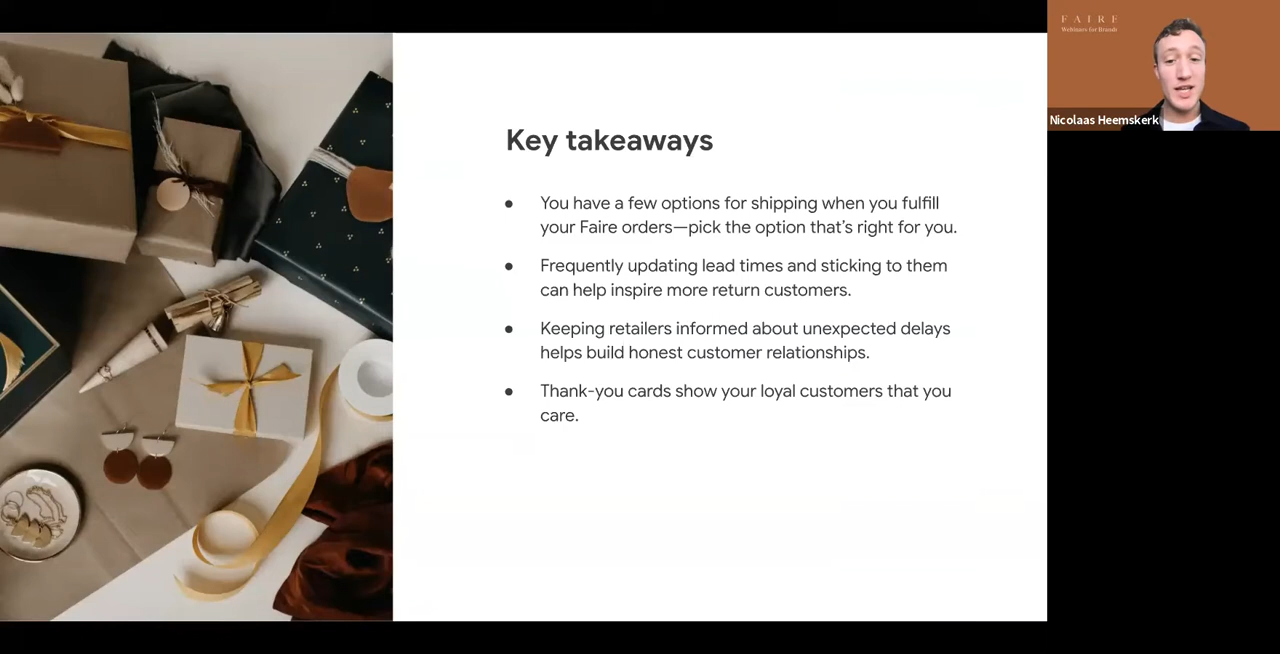 Key takeaways
● You have a few options for shipping when you fulfill
your Faire orders—pick the option that’s right for you.
● Frequently updating lead times and sticking to them
can help inspire more return customers.
● Keeping retailers informed about unexpected delays
helps build honest customer relationships.
● Thank-you cards show your loyal customers that you
care.
FAIRE
Webinars for Brands
Nicolaas Heemskerk